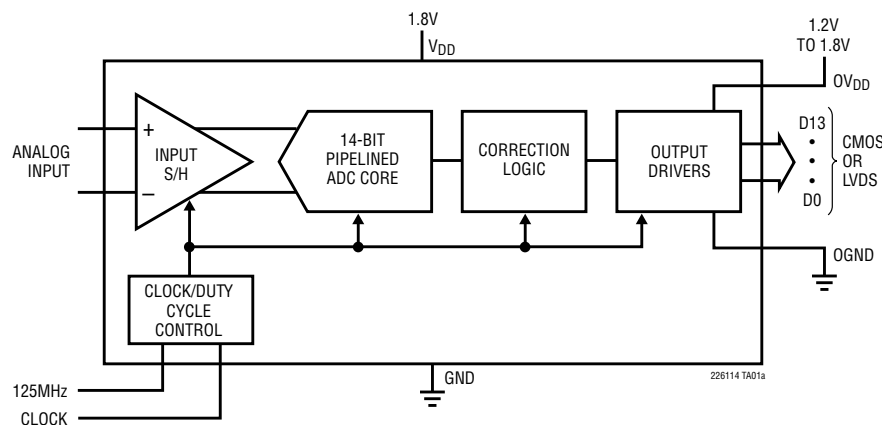 1.8V
VDD
1.2V
TO 1.8V
OVDD
ANALOG
INPUT
+
–
INPUT
S/H
14-BIT
PIPELINED
ADC CORE
CORRECTION
LOGIC
OUTPUT
DRIVERS
D13
•
•
•
D0
CMOS
OR
LVDS
OGND
CLOCK/DUTY
CYCLE
CONTROL
GND
226114 TA01a
125MHz
CLOCK